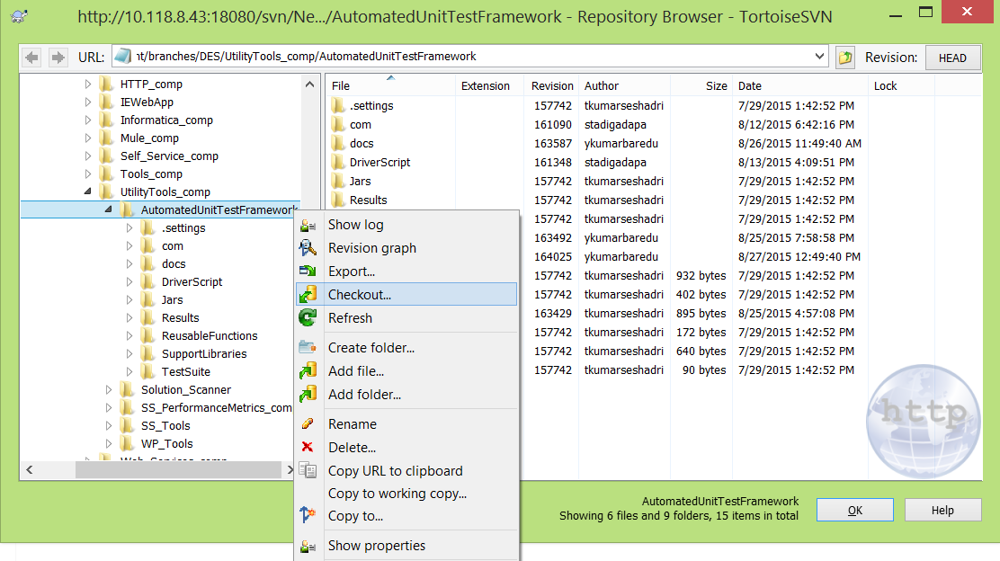 http://10.118.8.43:18080/svn/Ne.../AutomatedUnitTestFramework - Repository Browser - TortoiseSVN
URL: nt/branches/DES/UtilityTools_comp/AutomatedUnitTestFramework Revision: HEAD
HTTP_comp
IEWebApp
Informatica_comp
Mule_comp
Self_Service_comp
Tools_comp
UtilityTools_comp
AutomatedUnitTestFramework
.settings
com
docs
DriverScript
Jars
Results
ReusableFunctions
SupportLibraries
TestSuite
Solution_Scanner
SS_PerformanceMetrics_com
SS_Tools
WP_Tools
File Extension Revision Author Size Date Lock
.settings 157742 tkumarseshadri 7/29/2015 1:42:52 PM
com 161090 stadigadapa 8/12/2015 6:42:16 PM
docs 163587 ykumarbaredu 8/26/2015 11:49:40 AM
DriverScript 161348 stadigadapa 8/13/2015 4:09:51 PM
Jars 157742 tkumarseshadri 7/29/2015 1:42:52 PM
Results 157742 tkumarseshadri 7/29/2015 1:42:52 PM
157742 tkumarseshadri 7/29/2015 1:42:52 PM
163492 ykumarbaredu 8/25/2015 7:58:58 PM
164025 ykumarbaredu 8/27/2015 12:49:40 PM
157742 tkumarseshadri 932 bytes 7/29/2015 1:42:52 PM
157742 tkumarseshadri 402 bytes 7/29/2015 1:42:52 PM
163429 tkumarseshadri 895 bytes 8/25/2015 4:57:08 PM
157742 tkumarseshadri 172 bytes 7/29/2015 1:42:52 PM
157742 tkumarseshadri 640 bytes 7/29/2015 1:42:52 PM
157742 tkumarseshadri 90 bytes 7/29/2015 1:42:52 PM
http
Show log
Revision graph
Export...
Checkout...
Refresh
Create folder...
Add file...
Add folder...
Rename
Delete...
Copy URL to clipboard
Copy to working copy...
Copy to...
Show properties
AutomatedUnitTestFramework
Showing 6 files and 9 folders, 15 items in total
OK
Help